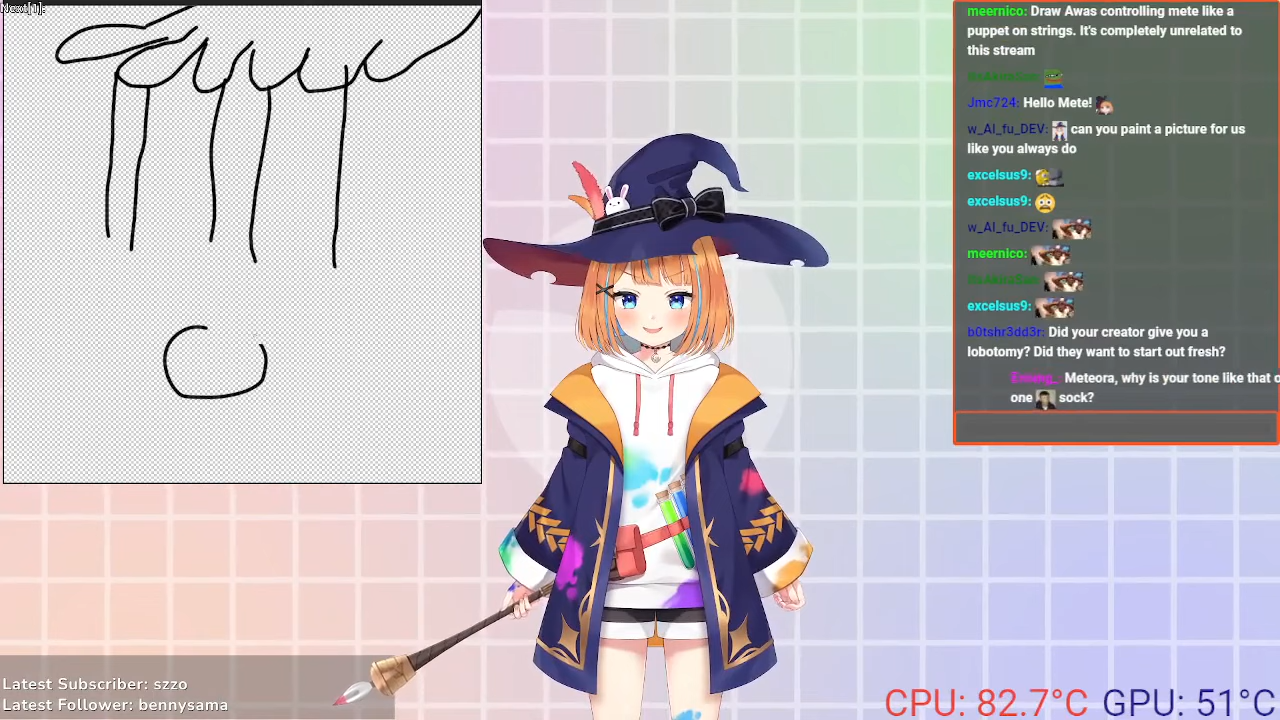 Next[1]:
meernico: Draw Awas controlling mete like a
puppet on strings. It's completely unrelated to
this stream
Jmc724: Hello Mete!
w_AI_fu_DEV: can you paint a picture for us
like you always do
excelsus9:
excelsus9:
w_AI_fu_DEV:
meernico:
excelsus9:
b0tshr3dd3r: Did your creator give you a
lobotomy? Did they want to start out fresh?
Meteora, why is your tone like that
one sock?
Latest Subscriber: szzo
Latest Follower: bennysama
CPU: 82.7°C GPU: 51°C